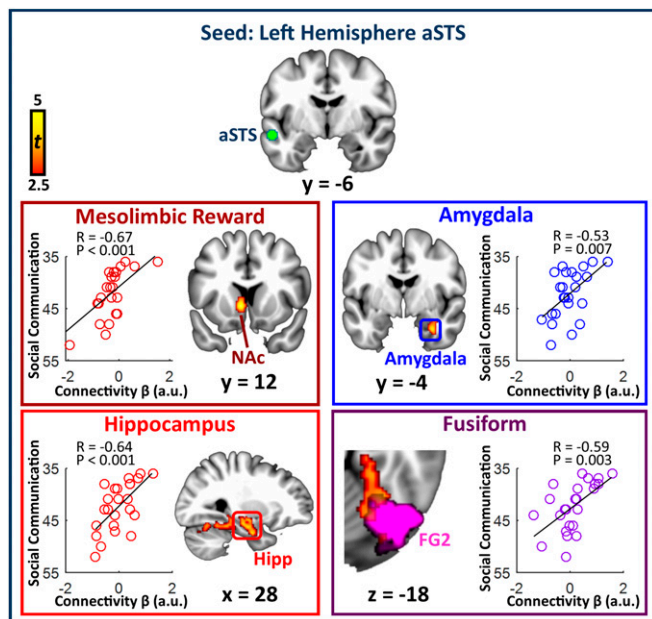 Seed: Left Hemisphere aSTS
5
t
2.5
aSTS
y = -6
Mesolimbic Reward
R = -0.67
P < 0.001
Social Communication
35
45
55
-2
0
2
Connectivity β (a.u.)
NAc
y = 12
Amygdala
Amygdala
y = -4
R = -0.53
P = 0.007
Social Communication
35
45
55
-2
0
2
Connectivity β (a.u.)
Hippocampus
R = -0.64
P < 0.001
Social Communication
35
45
55
-2
0
2
Connectivity β (a.u.)
Hipp
x = 28
Fusiform
FG2
z = -18
R = -0.59
P = 0.003
Social Communication
35
45
55
-2
0
2
Connectivity β (a.u.)